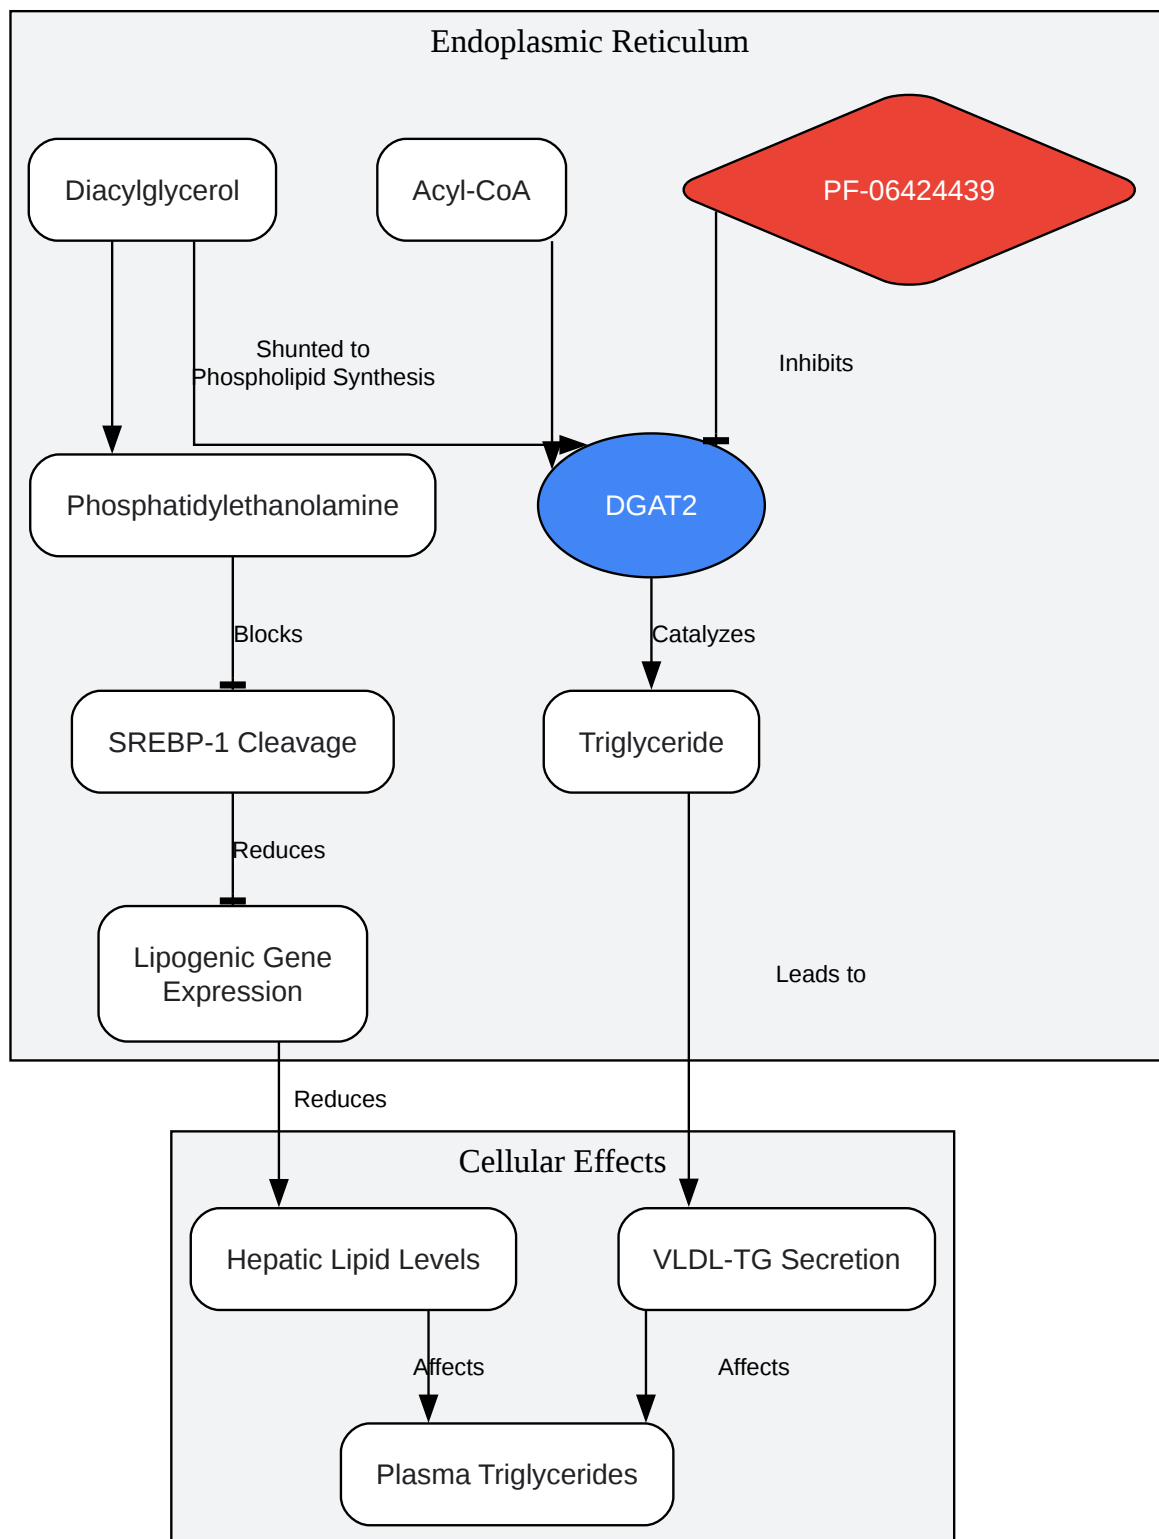 Endoplasmic Reticulum
Diacylglycerol
Acyl-CoA
PF-06424439
Shunted to
Phospholipid Synthesis
Inhibits
Phosphatidylethanolamine
DGAT2
Blocks
Catalyzes
SREBP-1 Cleavage
Triglyceride
Reduces
Lipogenic Gene
Expression
Leads to
Reduces
Cellular Effects
Hepatic Lipid Levels
VLDL-TG Secretion
Affects
Affects
Plasma Triglycerides